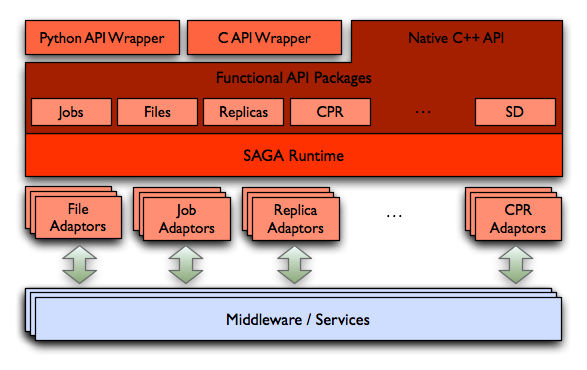 Python API Wrapper
C API Wrapper
Native C++ API
Functional API Packages
Jobs
Files
Replicas
CPR
...
SD
SAGA Runtime
File
Adaptors
Job
Adaptors
Replica
Adaptors
...
CPR
Adaptors
Middleware / Services